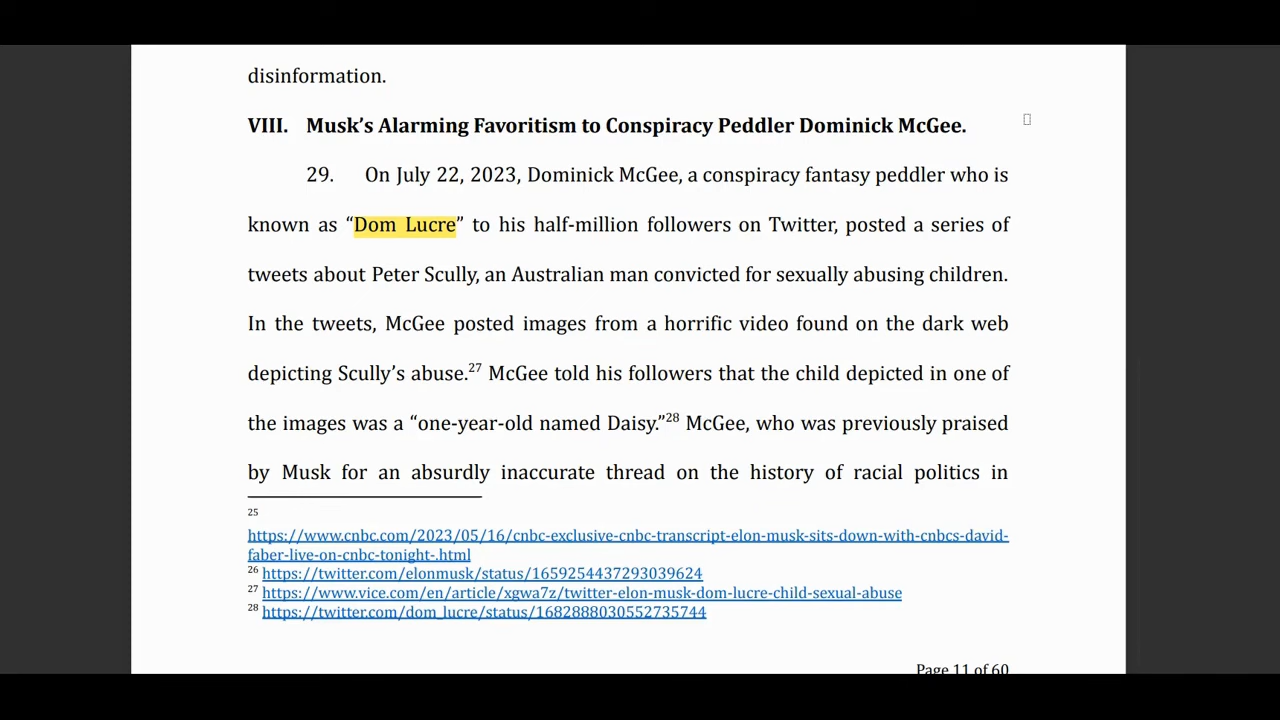 disinformation.
VIII. Musk’s Alarming Favoritism to Conspiracy Peddler Dominick McGee.
29. On July 22, 2023, Dominick McGee, a conspiracy fantasy peddler who is
known as “Dom Lucre” to his half-million followers on Twitter, posted a series of
tweets about Peter Scully, an Australian man convicted for sexually abusing children.
In the tweets, McGee posted images from a horrific video found on the dark web
depicting Scully’s abuse.27 McGee told his followers that the child depicted in one of
the images was a “one-year-old named Daisy.”28 McGee, who was previously praised
by Musk for an absurdly inaccurate thread on the history of racial politics in
25
https://www.cnbc.com/2023/05/16/cnbc-exclusive-cnbc-transcript-elon-musk-sits-down-with-cnbcs-david-
faber-live-on-cnbc-tonight-.html
26 https://twitter.com/elonmusk/status/1659254437293039624
27 https://www.vice.com/en/article/xgwa7z/twitter-elon-musk-dom-lucre-child-sexual-abuse
28 https://twitter.com/dom_lucre/status/1682888030552735744
Page 11 of 60